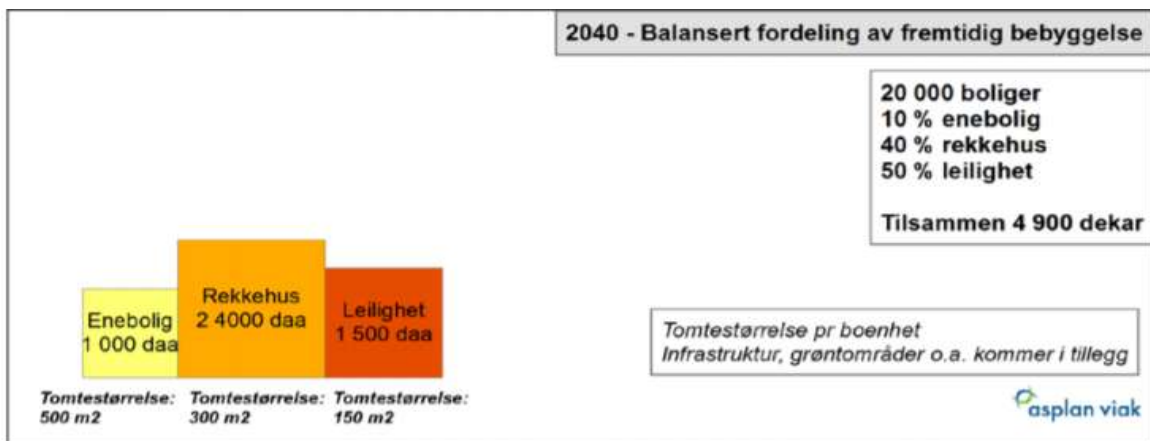 2040 - Balansert fordeling av fremtidig bebyggelse
20 000 boliger
10 % enebolig
40 % rekkehus
50 % leilighet
Tilsammen 4 900 dekar
Enebolig
1 000 daa
Rekkehus
2 4000 daa
Leilighet
1 500 daa
Tomtestørrelse:
500 m2
Tomtestørrelse:
300 m2
Tomtestørrelse:
150 m2
Tomtestørrelse pr boenhet
Infrastruktur, grøntområder o.a. kommer i tillegg
asplan viak